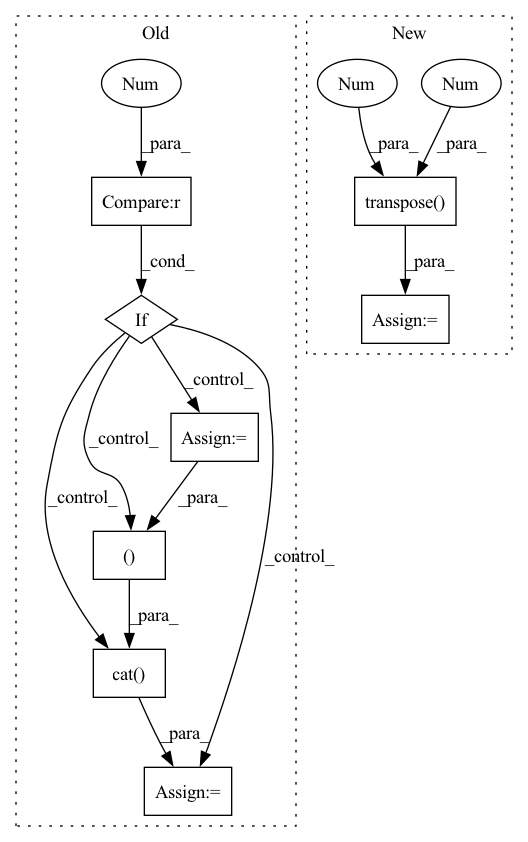 Old
New
Num
Num
Num
_para_
_para_
_para_
Compare:r
transpose()
_cond_
_para_
If
Assign:=
_control_
Assign:=
_control_
_control_
_para_
()
_control_
_para_
cat()
_para_
Assign:=